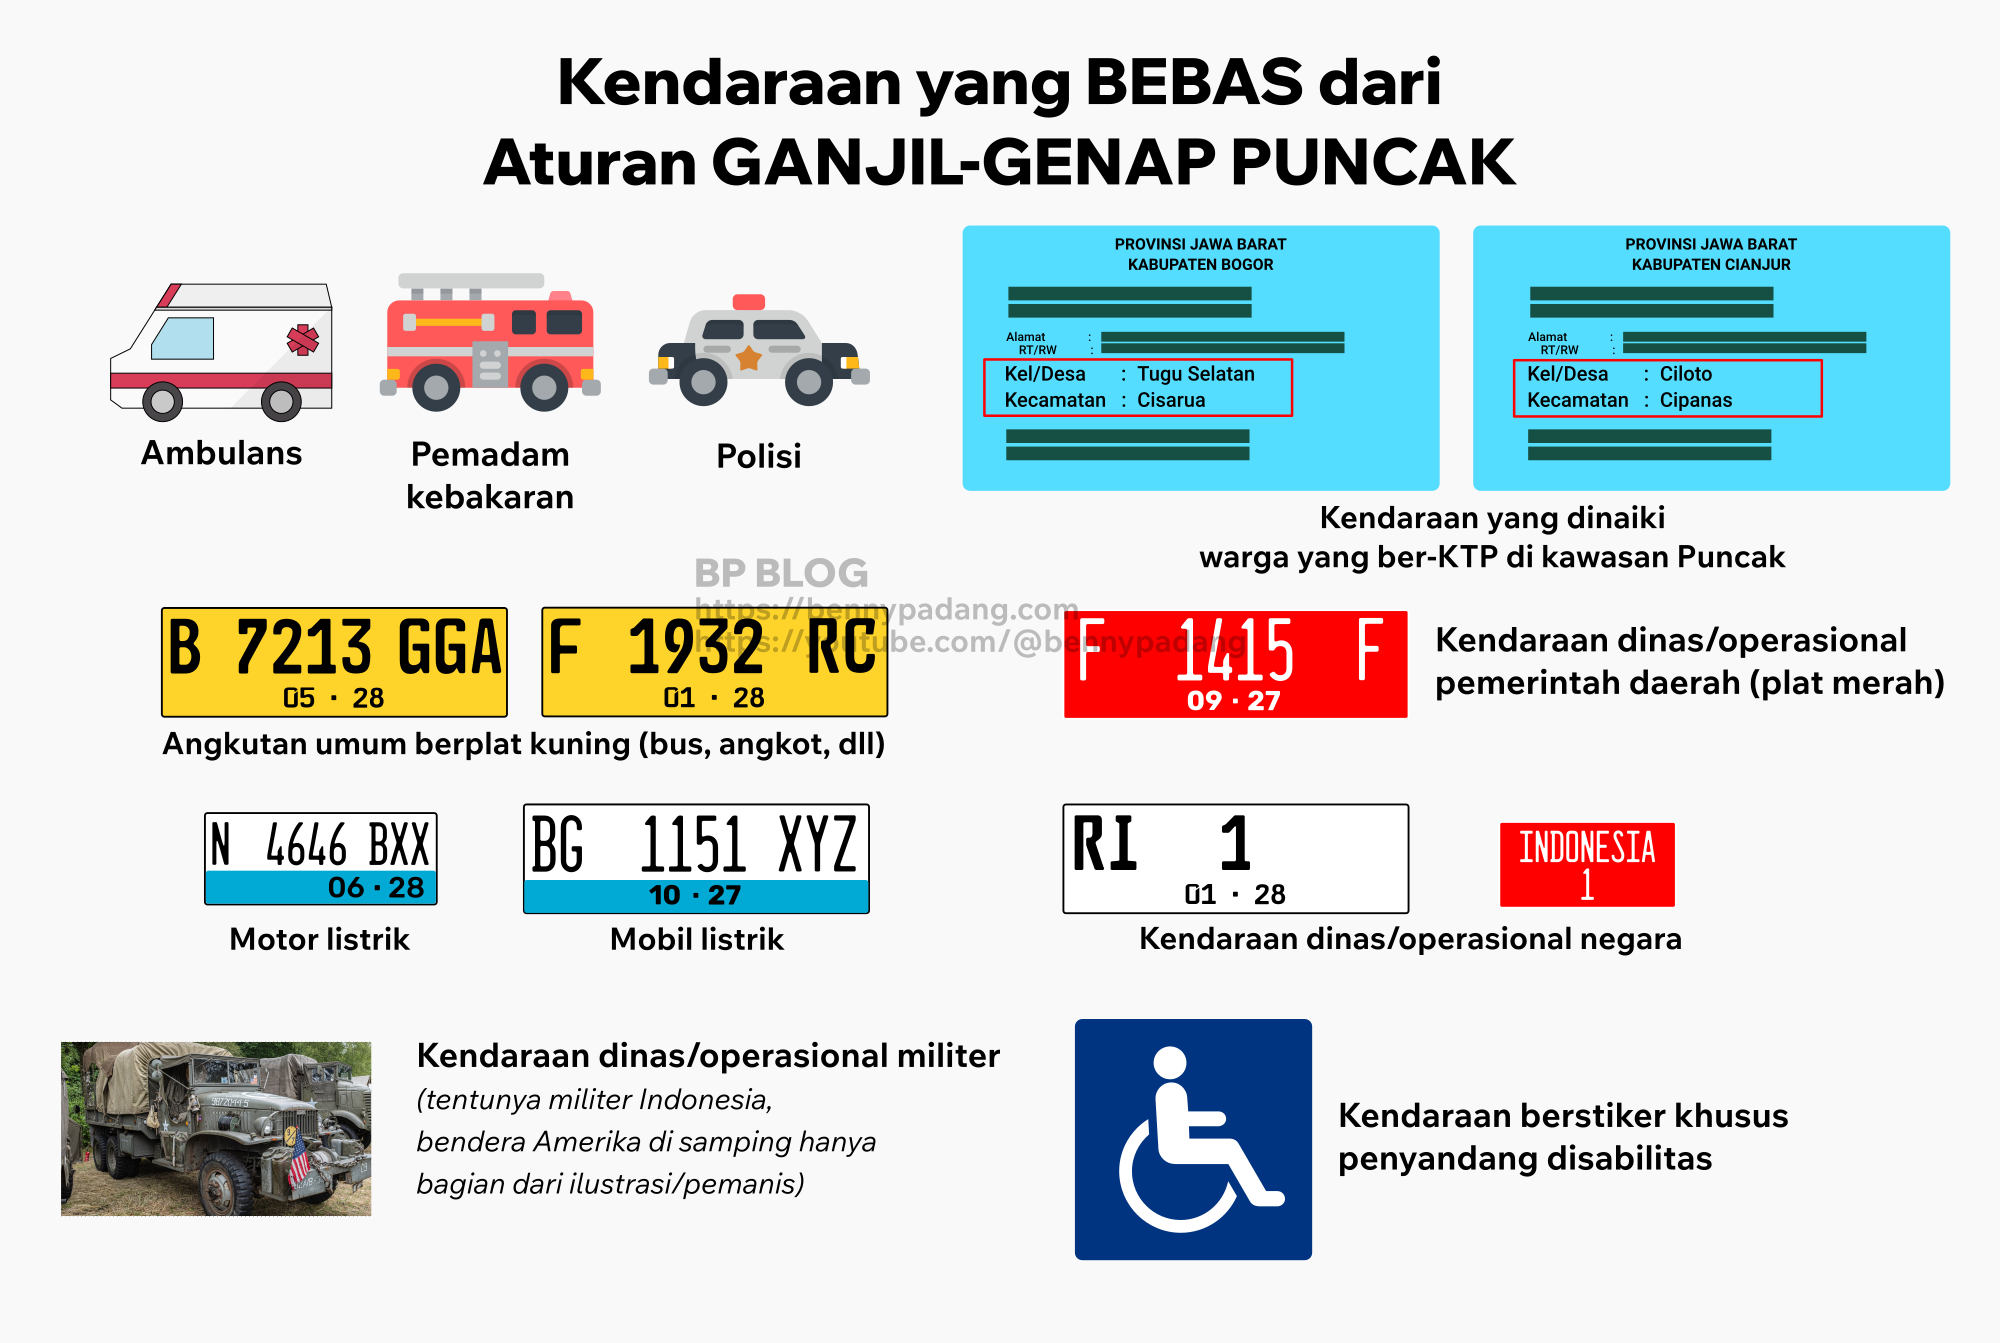 Kendaraan yang BEBAS dari
Aturan GANJIL-GENAP PUNCAK
Ambulans
Pemadam
kebakaran
Polisi
PROVINSI JAWA BARAT
KABUPATEN BOGOR
Alamat :
RT/RW :
Kel/Desa : Tugu Selatan
Kecamatan : Cisarua
PROVINSI JAWA BARAT
KABUPATEN CIANJUR
Alamat :
RT/RW :
Kel/Desa : Ciloto
Kecamatan : Cipanas
Kendaraan yang dinaiki
warga yang ber-KTP di kawasan Puncak
BP BLOG
https://bennypadang.com
https://youtube.com/@bennypadang
B 7213 GGA
05 · 28
F 1932 RC
01 · 28
Angkutan umum berplat kuning (bus, angkot, dll)
F 1415 F
09 · 27
Kendaraan dinas/operasional
pemerintah daerah (plat merah)
N 4646 BXX
06 · 28
Motor listrik
BG 1151 XYZ
10 · 27
Mobil listrik
RI 1
01 · 28
INDONESIA
1
Kendaraan dinas/operasional negara
Kendaraan dinas/operasional militer
(tentunya militer Indonesia,
bendera Amerika di samping hanya
bagian dari ilustrasi/pemanis)
Kendaraan berstiker khusus
penyandang disabilitas